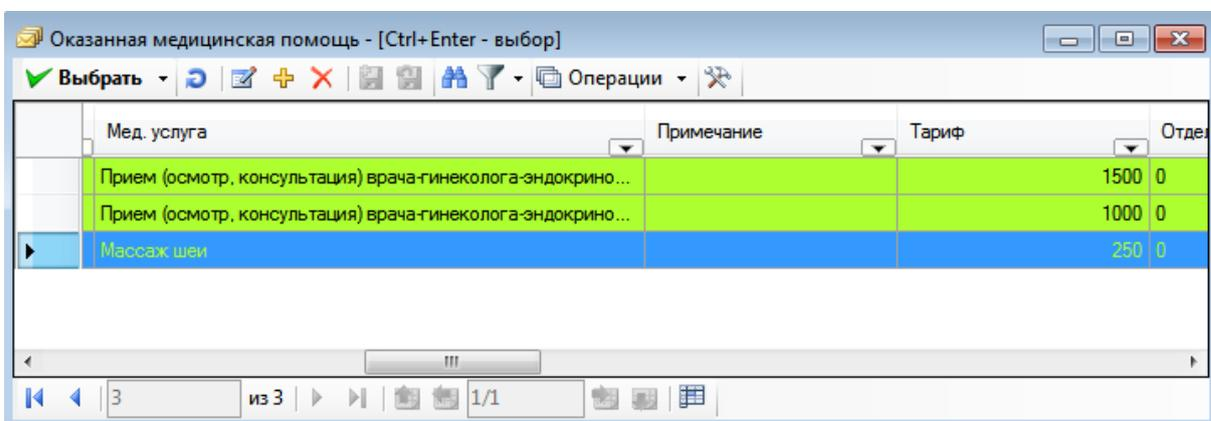 Оказанная медицинская помощь - [Ctrl+Enter - выбор]
Выбрать Операции
Мед. услуга Примечание Тариф Отдел
Прием (осмотр, консультация) врача-гинеколога-эндокрино... 1500 0
Прием (осмотр, консультация) врача-гинеколога-эндокрино... 1000 0
Массаж шеи 250 0
3 из 3 1/1